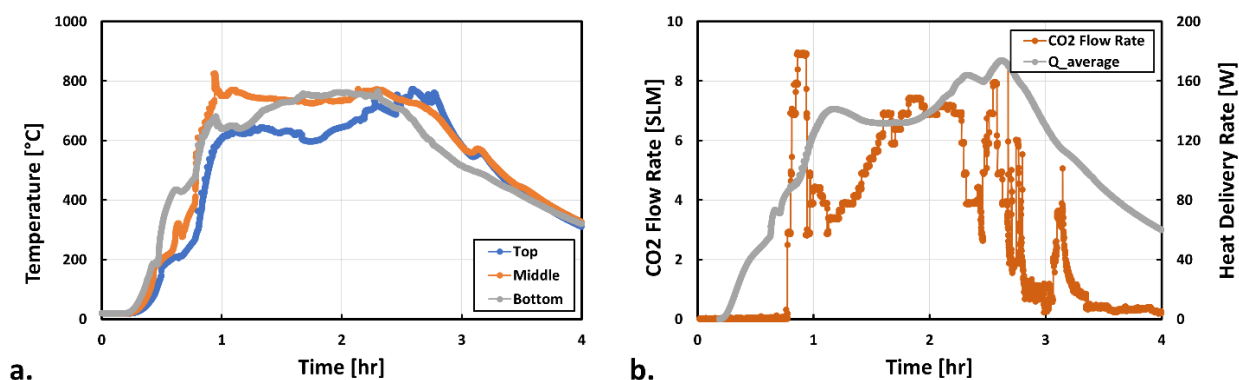 1000
800
600
400
200
0
Temperature [°C]
0 1 2 3 4
Time [hr]
Top
Middle
Bottom
a.
10
8
6
4
2
0
CO2 Flow Rate [SLM]
0 1 2 3 4
Time [hr]
200
160
120
80
40
0
Heat Delivery Rate [W]
CO2 Flow Rate
Q_average
b.